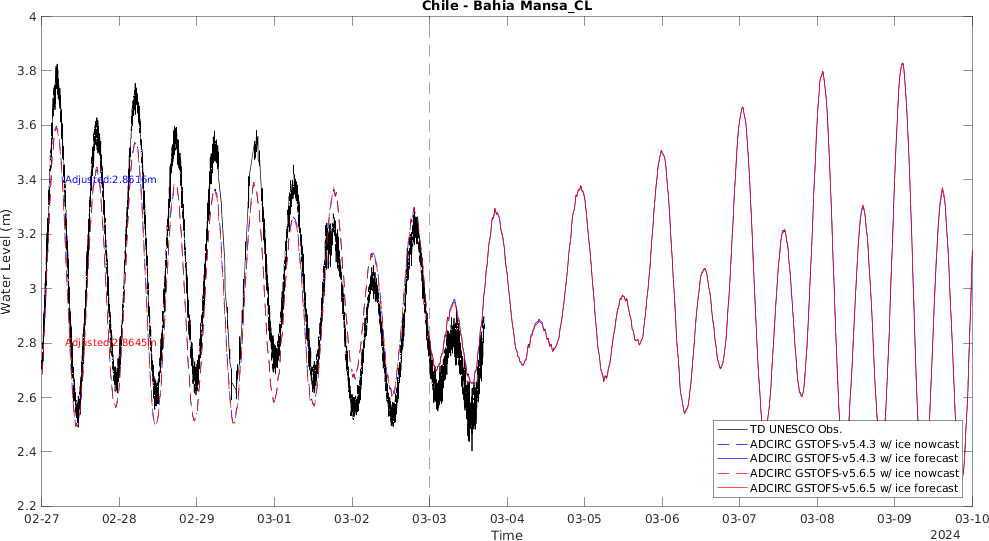 Chile - Bahia Mansa_CL
Water Level (m)
4
3.8
3.6
3.4
3.2
3
2.8
2.6
2.4
2.2
Adjusted:2.8616m
Adjusted:2.8645m
TD UNESCO Obs.
ADCIRC GSTOFS-v5.4.3 w/ ice nowcast
ADCIRC GSTOFS-v5.4.3 w/ ice forecast
ADCIRC GSTOFS-v5.6.5 w/ ice nowcast
ADCIRC GSTOFS-v5.6.5 w/ ice forecast
02-27 02-28 02-29 03-01 03-02 03-03 03-04 03-05 03-06 03-07 03-08 03-09 03-10
Time
2024